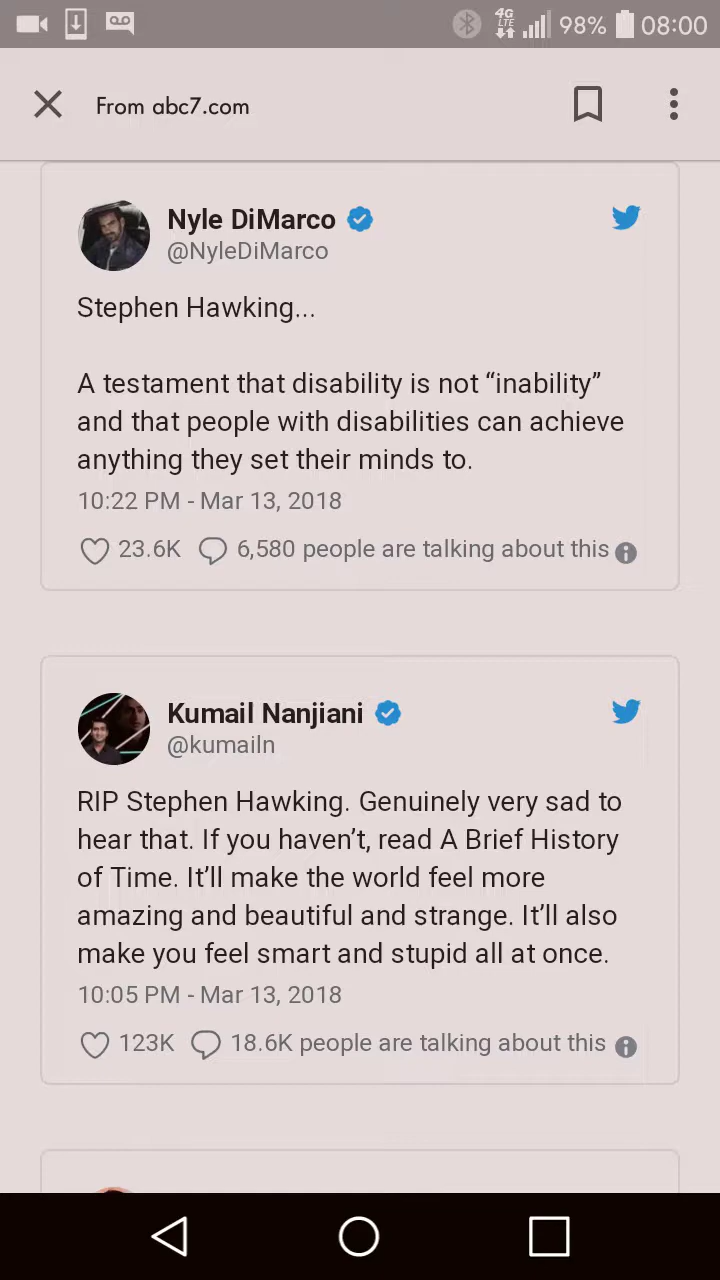 4G
LTE
98%
08:00
From abc7.com
Nyle DiMarco
@NyleDiMarco
Stephen Hawking...
A testament that disability is not “inability”
and that people with disabilities can achieve
anything they set their minds to.
10:22 PM - Mar 13, 2018
23.6K 6,580 people are talking about this
Kumail Nanjiani
@kumailn
RIP Stephen Hawking. Genuinely very sad to
hear that. If you haven’t, read A Brief History
of Time. It’ll make the world feel more
amazing and beautiful and strange. It’ll also
make you feel smart and stupid all at once.
10:05 PM - Mar 13, 2018
123K 18.6K people are talking about this